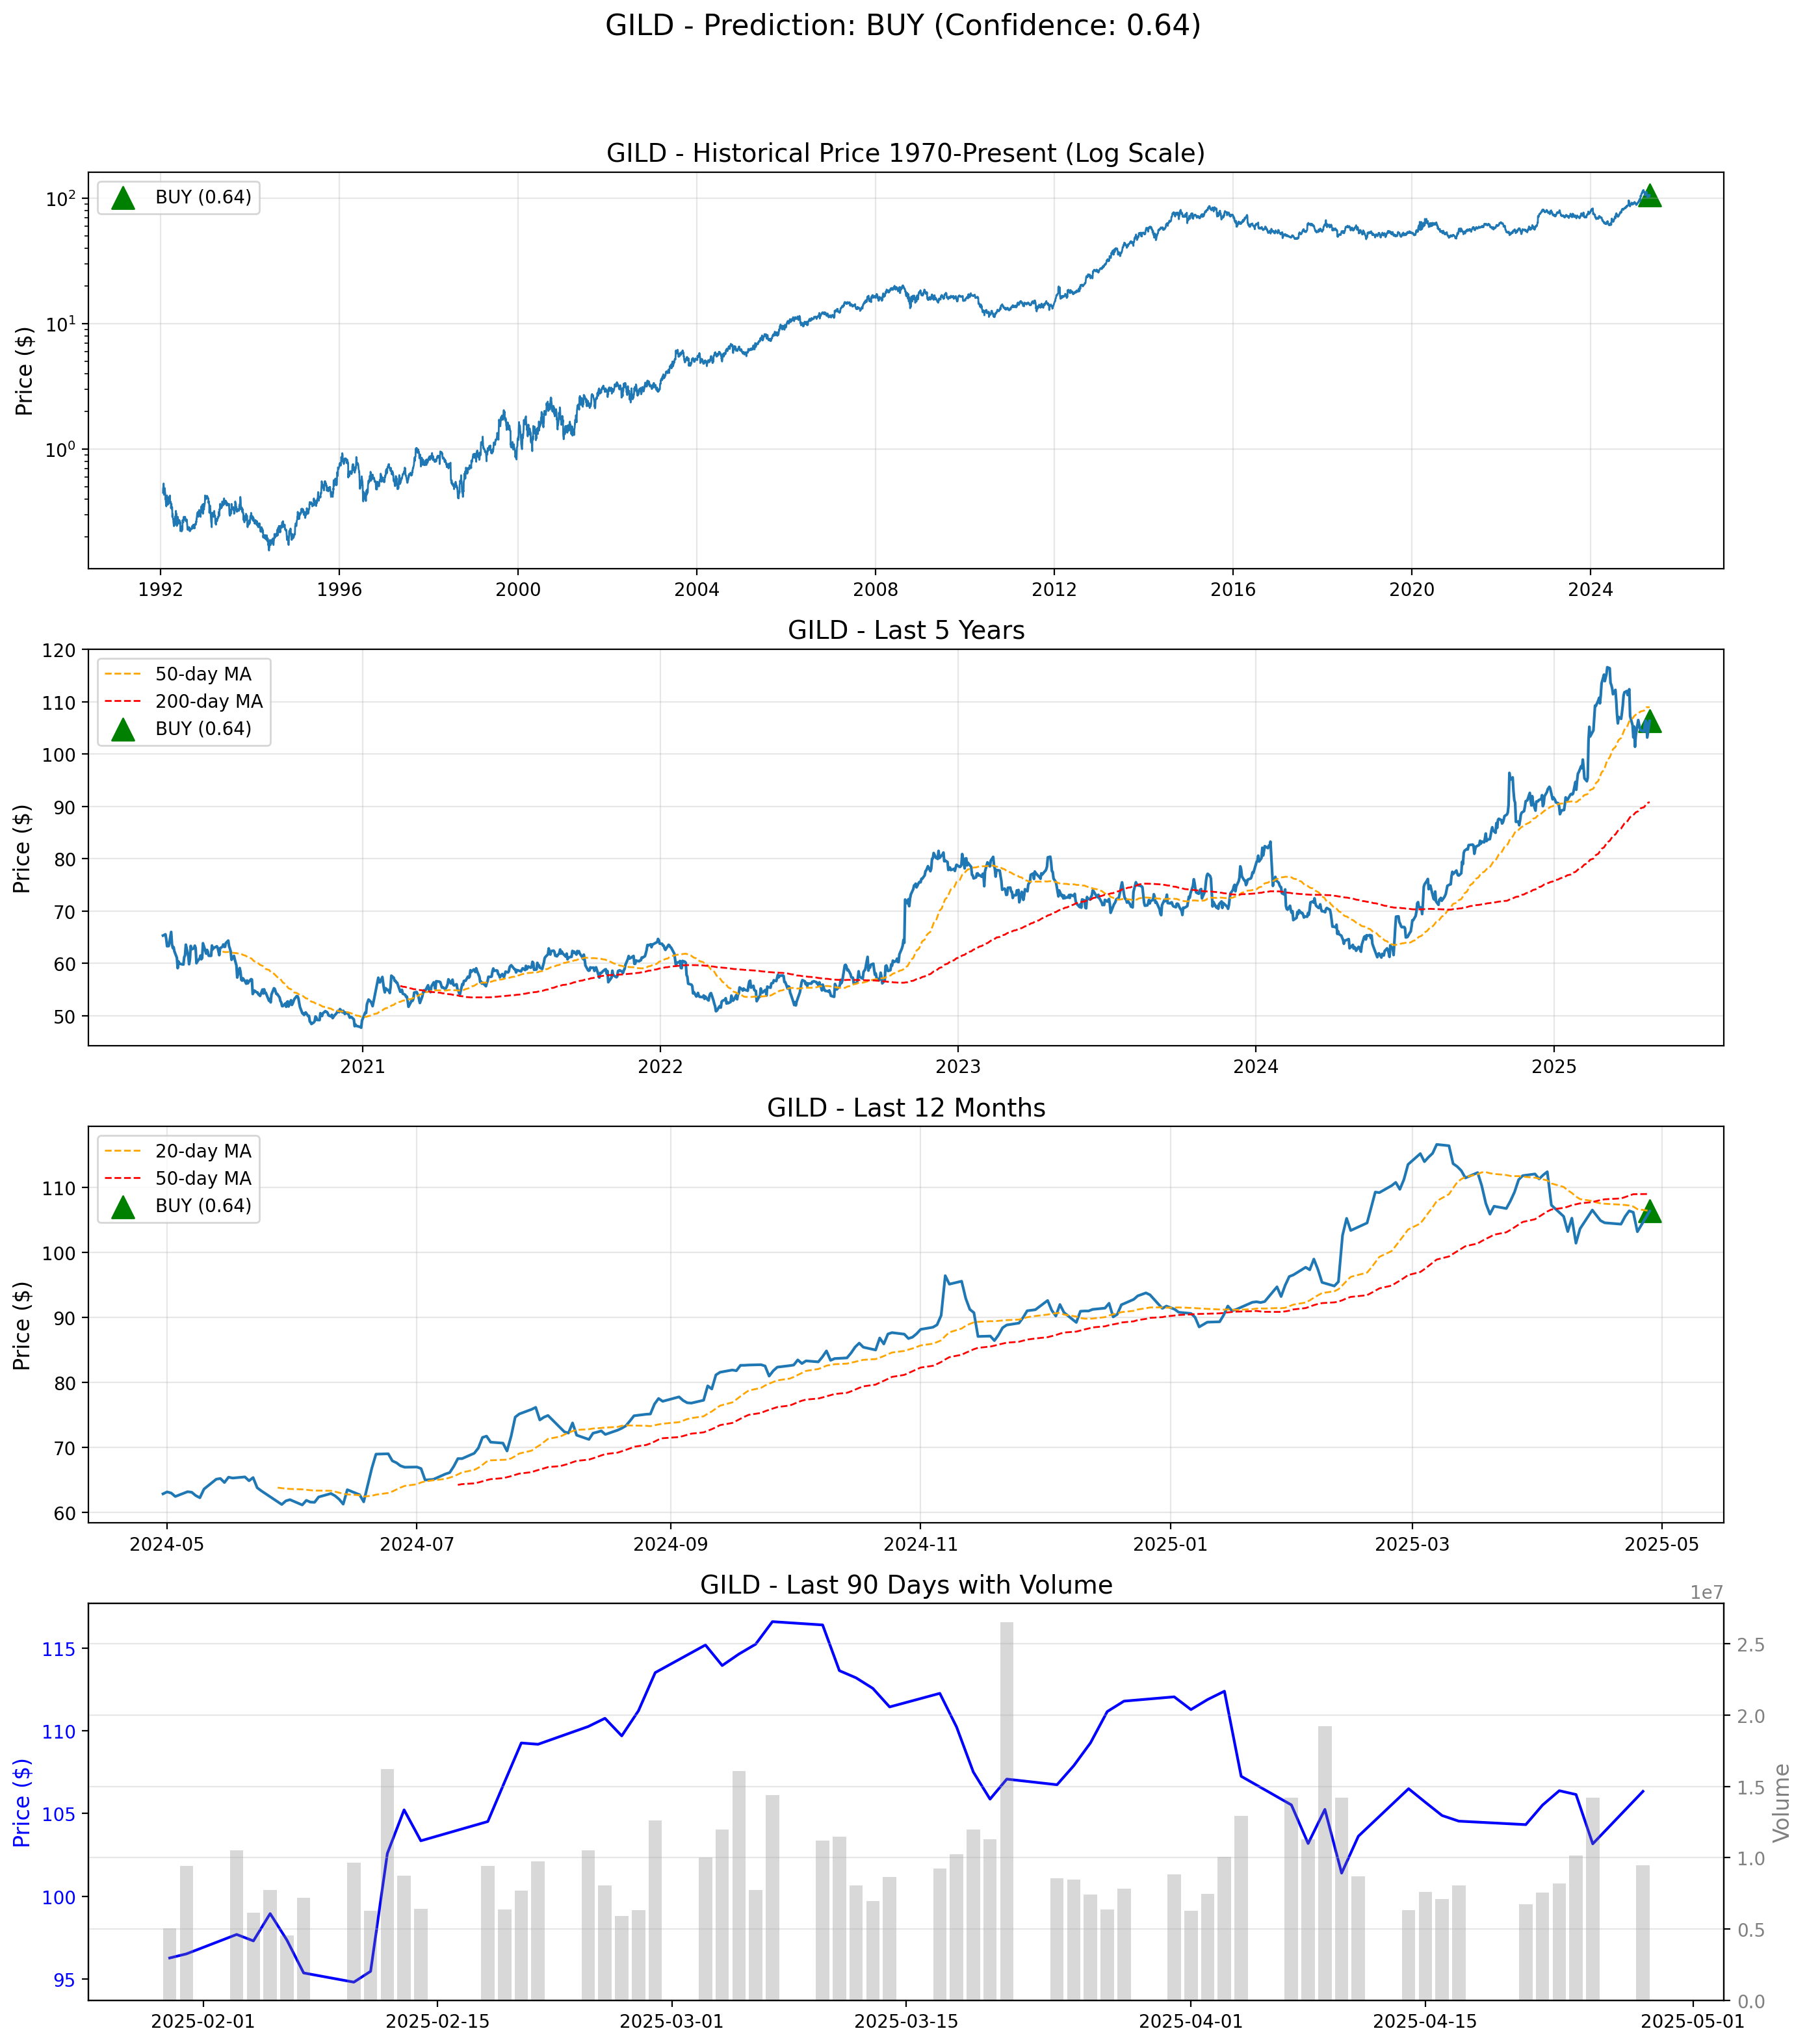 GILD - Prediction: BUY (Confidence: 0.64)
GILD - Historical Price 1970-Present (Log Scale)
BUY (0.64)
Price ($)
10²
10¹
10⁰
1992 1996 2000 2004 2008 2012 2016 2020 2024
GILD - Last 5 Years
50-day MA
200-day MA
BUY (0.64)
Price ($)
120
110
100
90
80
70
60
50
2021 2022 2023 2024 2025
GILD - Last 12 Months
20-day MA
50-day MA
BUY (0.64)
Price ($)
110
100
90
80
70
60
2024-05 2024-07 2024-09 2024-11 2025-01 2025-03 2025-05
GILD - Last 90 Days with Volume
1e7
Price ($)
115
110
105
100
95
2.5
2.0
1.5
1.0
0.5
0.0
Volume
2025-02-01 2025-02-15 2025-03-01 2025-03-15 2025-04-01 2025-04-15 2025-05-01